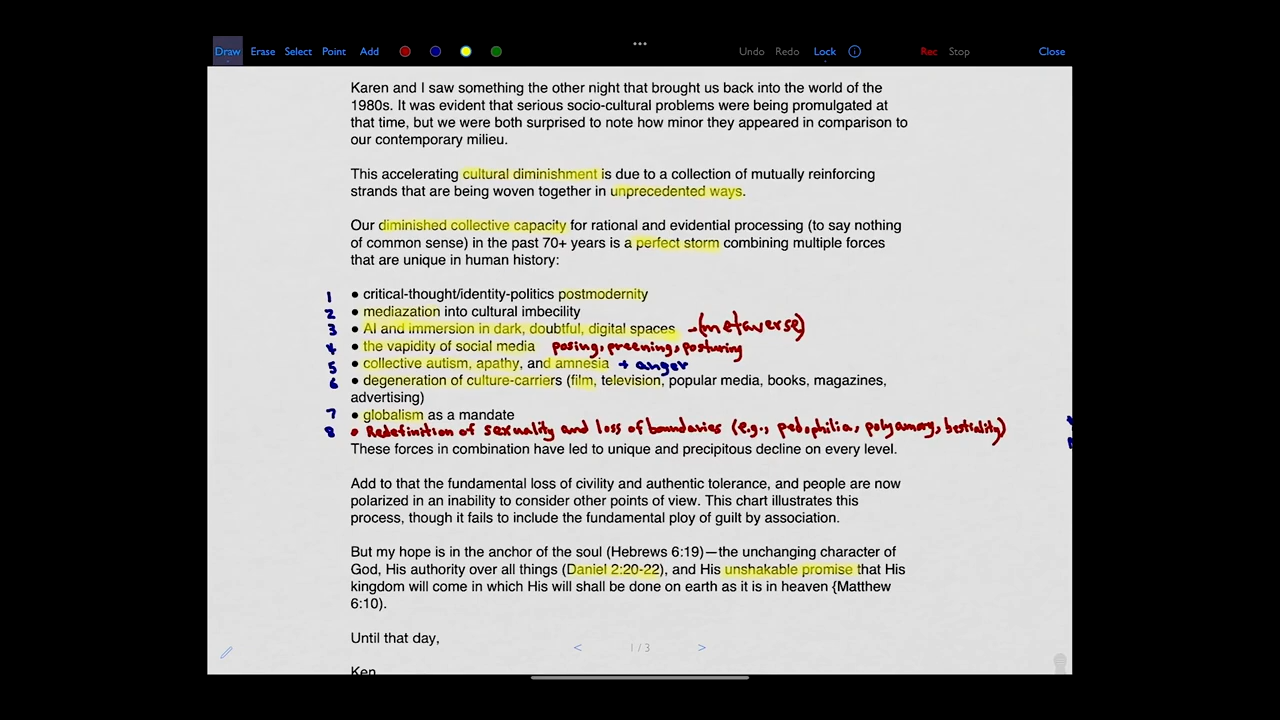 Draw Erase Select Point Add ... Undo Redo Lock i Rec Stop Close
Karen and I saw something the other night that brought us back into the world of the
1980s. It was evident that serious socio-cultural problems were being promulgated at
that time, but we were both surprised to note how minor they appeared in comparison to
our contemporary milieu.
This accelerating cultural diminishment is due to a collection of mutually reinforcing
strands that are being woven together in unprecedented ways.
Our diminished collective capacity for rational and evidential processing (to say nothing
of common sense) in the past 70+ years is a perfect storm combining multiple forces
that are unique in human history:
1 • critical-thought/identity-politics postmodernity
2 • mediazation into cultural imbecility
3 • AI and immersion in dark, doubtful, digital spaces - (metaverse)
4 • the vapidity of social media posing, preening, posturing
5 • collective autism, apathy, and amnesia + anger
6 • degeneration of culture-carriers (film, television, popular media, books, magazines,
advertising)
7 • globalism as a mandate
8 • Redefinition of sexuality and loss of boundaries (e.g., pedophilia, polyamory, bestiality)
These forces in combination have led to unique and precipitous decline on every level.
Add to that the fundamental loss of civility and authentic tolerance, and people are now
polarized in an inability to consider other points of view. This chart illustrates this
process, though it fails to include the fundamental ploy of guilt by association.
But my hope is in the anchor of the soul (Hebrews 6:19)—the unchanging character of
God, His authority over all things (Daniel 2:20-22), and His unshakable promise that His
kingdom will come in which His will shall be done on earth as it is in heaven {Matthew
6:10).
Until that day,
< 1 / 3 >
Ken